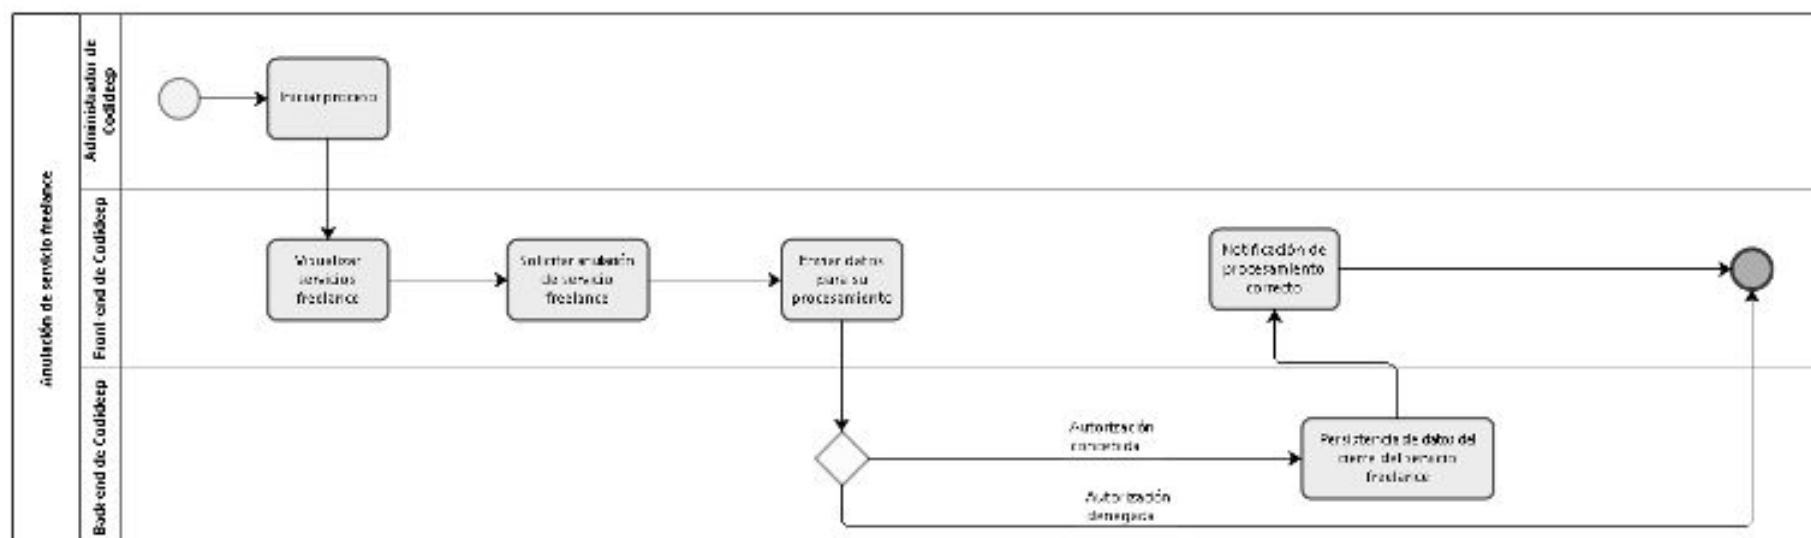 Anulación de servicio freelance
Administrador de
Codideep
Iniciar proceso
Front-end de Codideep
Visualizar
servicios
freelance
Solicitar anulación
de servicio
freelance
Enviar datos
para su
procesamiento
Notificación de
procesamiento
correcto
Back-end de Codideep
Autorización
concedida
Persistencia de datos del
cierre del servicio
freelance
Autorización
denegada